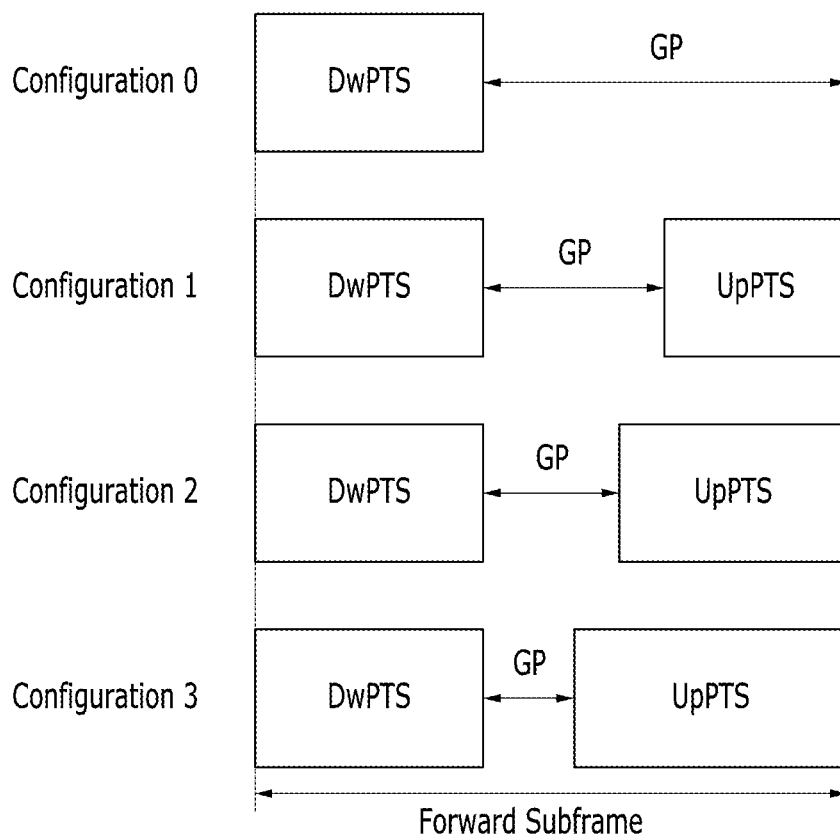 GP
Configuration 0
DwPTS
GP
Configuration 1
DwPTS
UpPTS
GP
Configuration 2
DwPTS
UpPTS
GP
Configuration 3
DwPTS
UpPTS
Forward Subframe